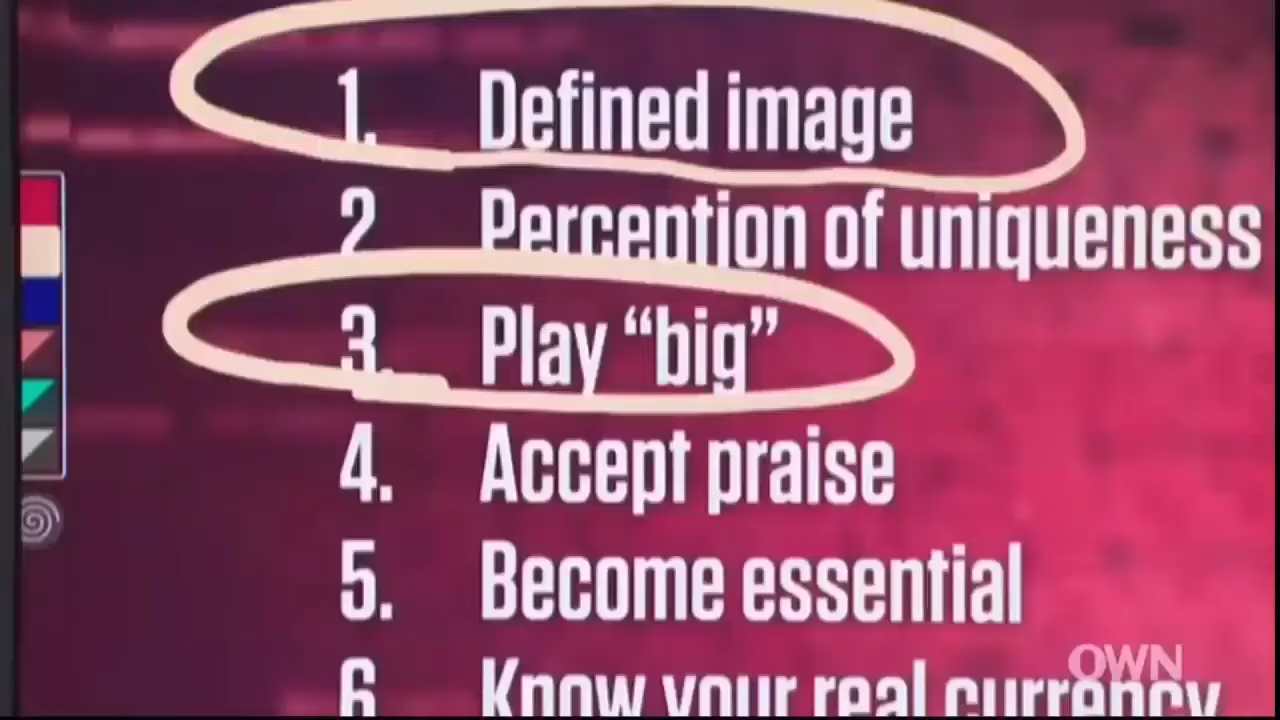 1. Defined image
2 Perception of uniqueness
3. Play “big”
4. Accept praise
5. Become essential
6 Know your real currency
OWN